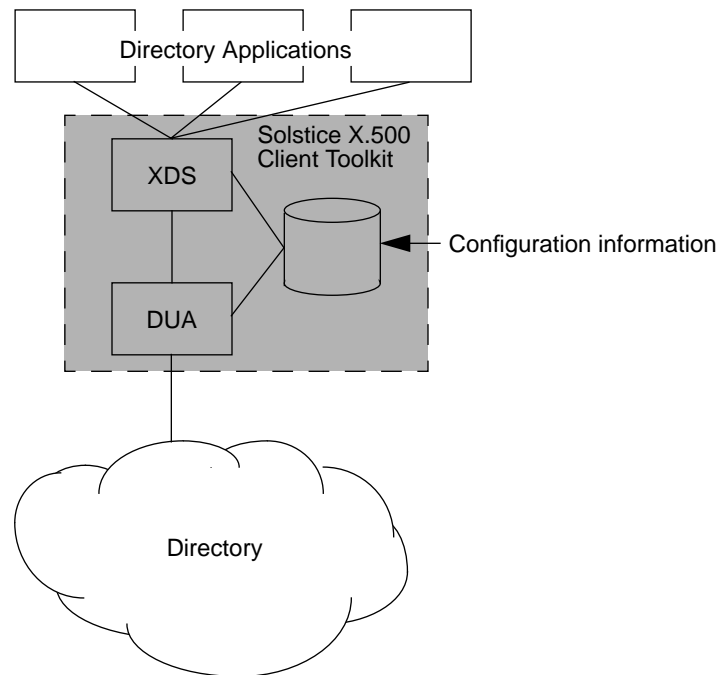 Directory Applications
Solstice X.500
Client Toolkit
XDS
Configuration information
DUA
Directory